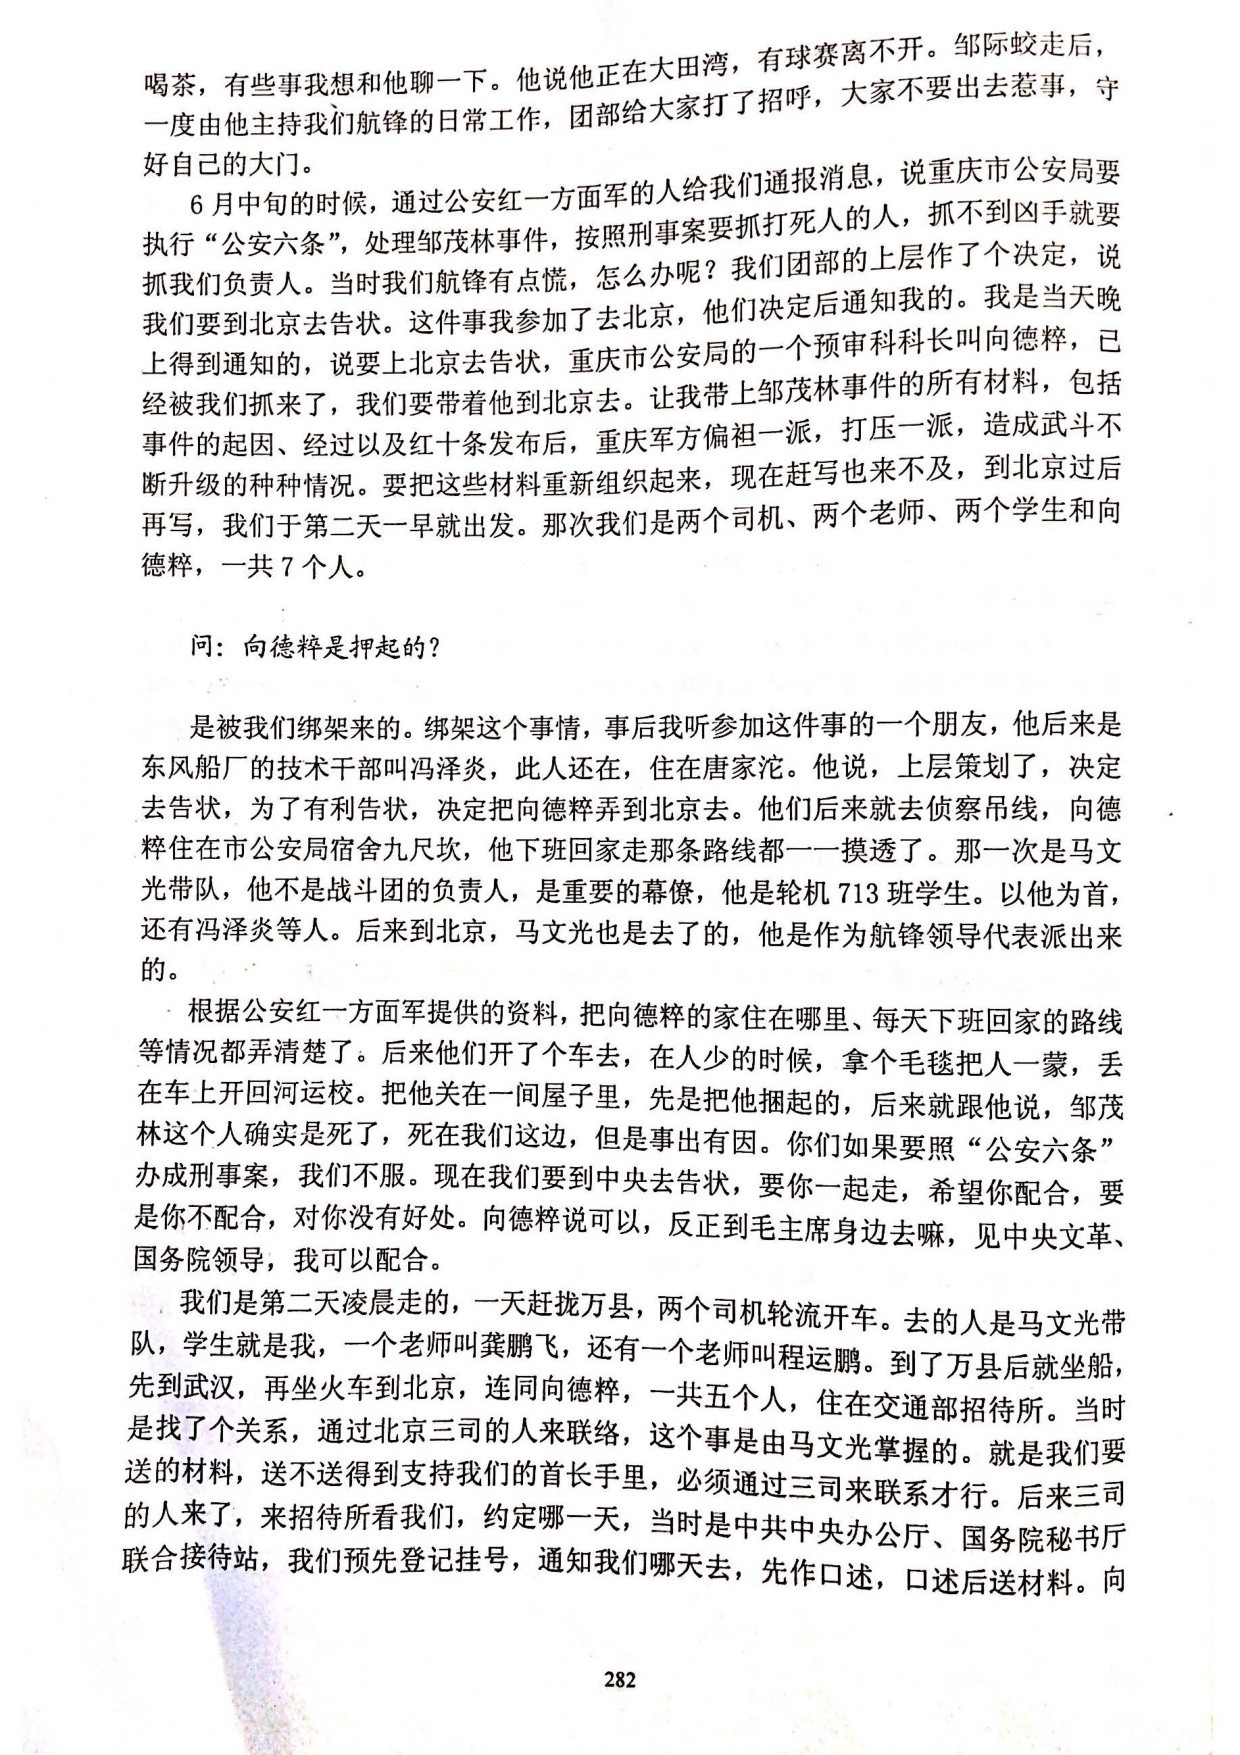 喝茶，有些事我想和他聊一下。他说他正在大田湾，有球赛离不开。邹际蛟走后，
一度由他主持我们航锋的日常工作，团部给大家打了招呼，大家不要出去惹事，守
好自己的大门。
6月中旬的时候，通过公安红一方面军的人给我们通报消息，说重庆市公安局要
执行“公安六条”，处理邹茂林事件，按照刑事案要抓打死人的人，抓不到凶手就要
抓我们负责人。当时我们航锋有点慌，怎么办呢？我们团部的上层作了个决定，说
我们要到北京去告状。这件事我参加了去北京，他们决定后通知我的。我是当天晚
上得到通知的，说要上北京去告状，重庆市公安局的一个预审科科长叫向德粹，已
经被我们抓来了，我们要带着他到北京去。让我带上邹茂林事件的所有材料，包括
事件的起因、经过以及红十条发布后，重庆军方偏袒一派，打压一派，造成武斗不
断升级的种种情况。要把这些材料重新组织起来，现在赶写也来不及，到北京过后
再写，我们于第二天一早就出发。那次我们是两个司机、两个老师、两个学生和向
德粹，一共7个人。
问：向德粹是押起的？
是被我们绑架来的。绑架这个事情，事后我听参加这件事的一个朋友，他后来是
东风船厂的技术干部叫冯泽炎，此人还在，住在唐家沱。他说，上层策划了，决定
去告状，为了有利告状，决定把向德粹弄到北京去。他们后来就去侦察吊线，向德
粹住在市公安局宿舍九尺坎，他下班回家走那条路线都一一摸透了。那一次是马文
光带队，他不是战斗团的负责人，是重要的幕僚，他是轮机713班学生。以他为首，
还有冯泽炎等人。后来到北京，马文光也是去了的，他是作为航锋领导代表派出来
的。
根据公安红一方面军提供的资料，把向德粹的家住在哪里、每天下班回家的路线
等情况都弄清楚了。后来他们开了个车去，在人少的时候，拿个毛毯把人一蒙，丢
在车上开回河运校。把他关在一间屋子里，先是把他捆起的，后来就跟他说，邹茂
林这个人确实是死了，死在我们这边，但是事出有因。你们如果要照“公安六条”
办成刑事案，我们不服。现在我们要到中央去告状，要你一起走，希望你配合，要
是你不配合，对你没有好处。向德粹说可以，反正到毛主席身边去嘛，见中央文革、
国务院领导，我可以配合。
我们是第二天凌晨走的，一天赶拢万县，两个司机轮流开车。去的人是马文光带
队，学生就是我，一个老师叫龚鹏飞，还有一个老师叫程运鹏。到了万县后就坐船，
先到武汉，再坐火车到北京，连同向德粹，一共五个人，住在交通部招待所。当时
是找了个关系，通过北京三司的人来联络，这个事是由马文光掌握的。就是我们要
送的材料，送不送得到支持我们的首长手里，必须通过三司来联系才行。后来三司
的人来了，来招待所看我们，约定哪一天，当时是中共中央办公厅、国务院秘书厅
联合接待站，我们预先登记挂号，通知我们哪天去，先作口述，口述后送材料。向
282